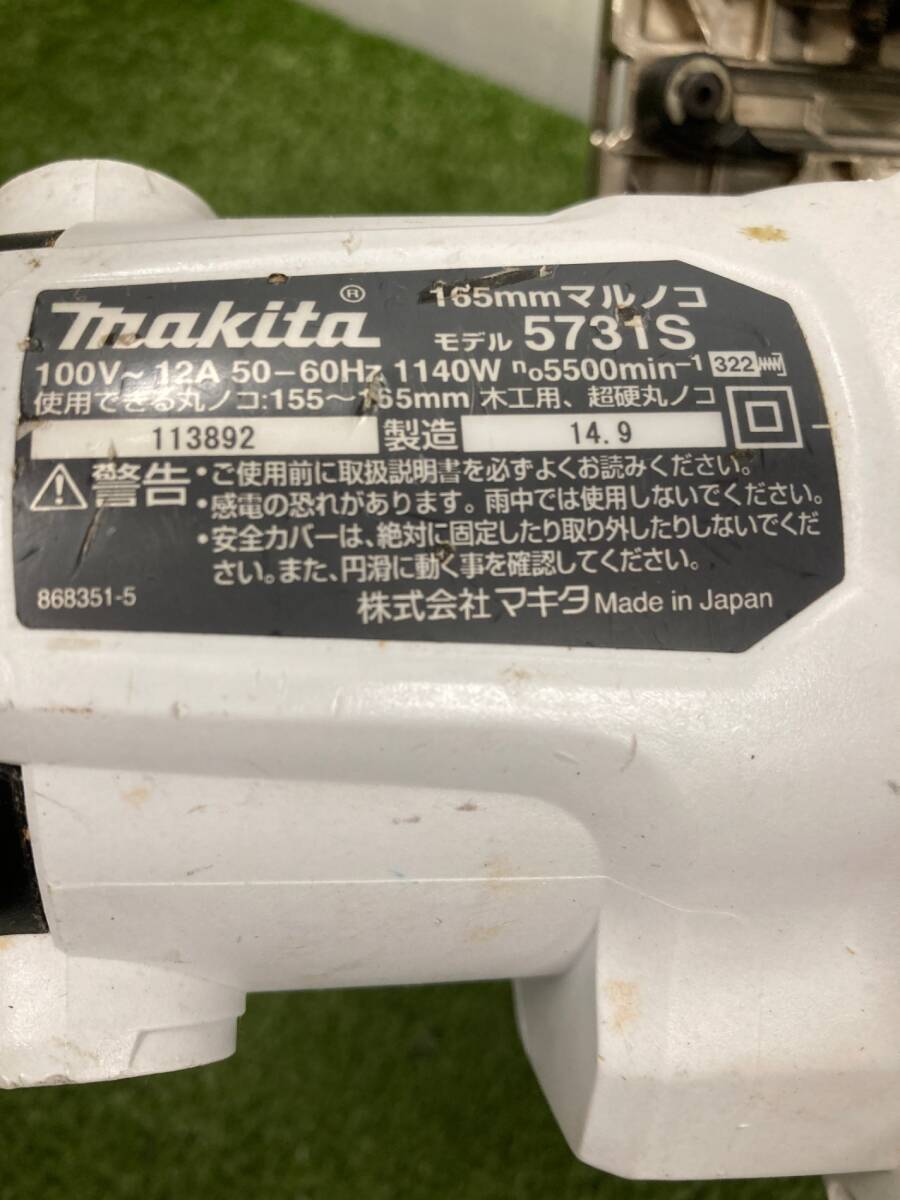 makita®
165mmマルノコ
モデル 5731S
100V～ 12A 50-60Hz 1140W n₀5500min⁻¹ 322
使用できる丸ノコ:155～165mm 木工用、超硬丸ノコ
113892 製造 14.9
警告・ご使用前に取扱説明書を必ずよくお読みください。
・感電の恐れがあります。雨中では使用しないでください。
・安全カバーは、絶対に固定したり取り外したりしないでくだ
さい。また、円滑に動く事を確認してください。
868351-5
株式会社マキタ Made in Japan